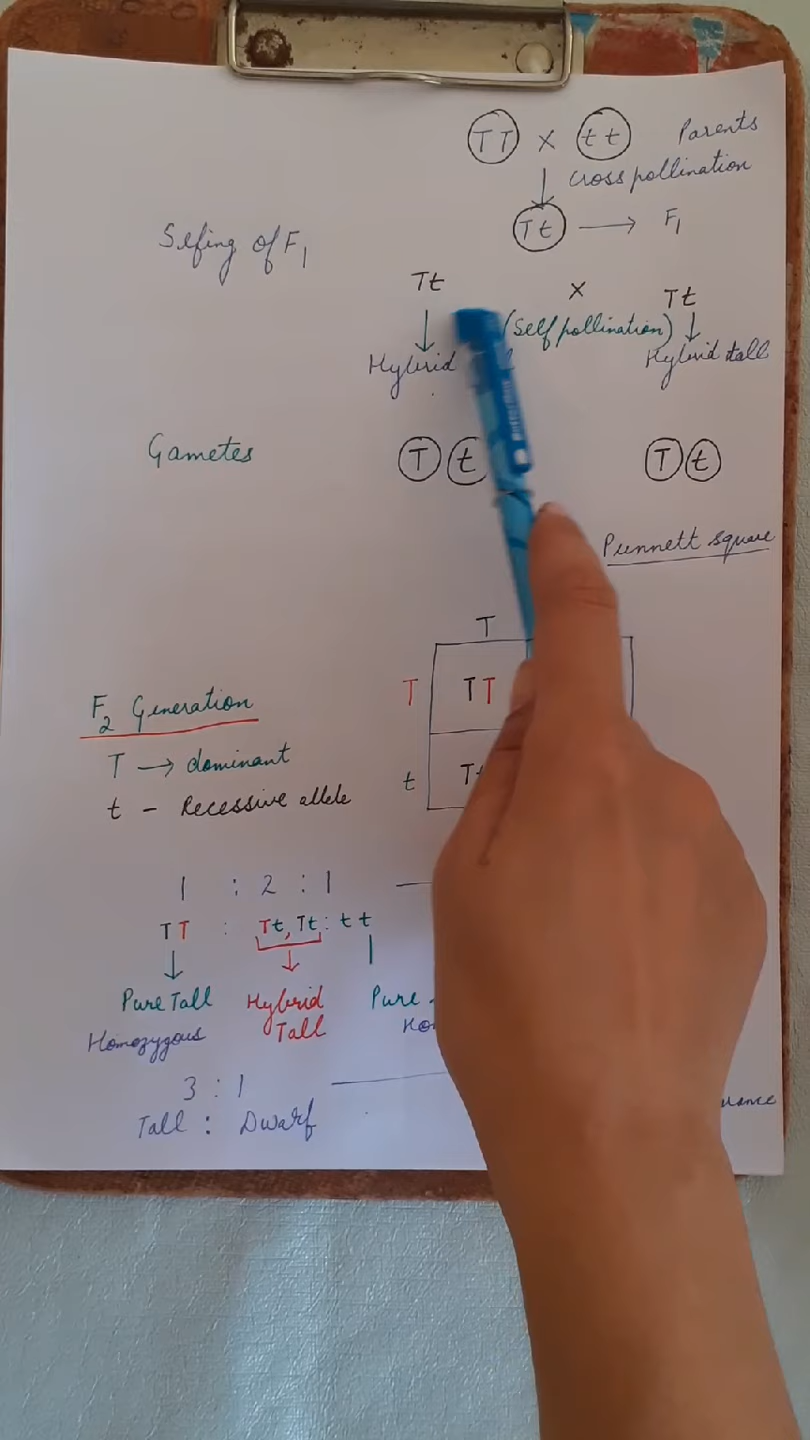 TT × tt Parents
cross pollination
Tt → F1
Selfing of F1
Tt × Tt
(Self pollination)
Hybrid Hybrid tall
Gametes T t T t
Punnett square
T
T TT
F2 Generation
T → dominant
t Tt
t - Recessive allele
1 : 2 : 1
TT : Tt, Tt : tt
Pure Tall Hybrid Tall Pure
Homozygous
3 : 1
Tall : Dwarf